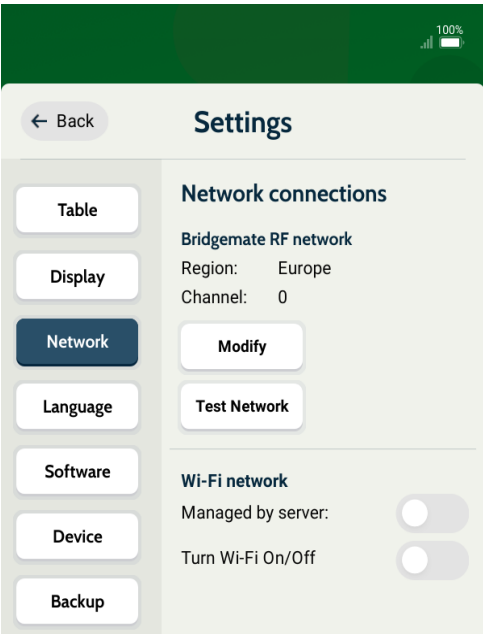 100%
← Back
Settings
Table
Display
Network
Language
Software
Device
Backup
Network connections
Bridgemate RF network
Region: Europe
Channel: 0
Modify
Test Network
Wi-Fi network
Managed by server:
Turn Wi-Fi On/Off